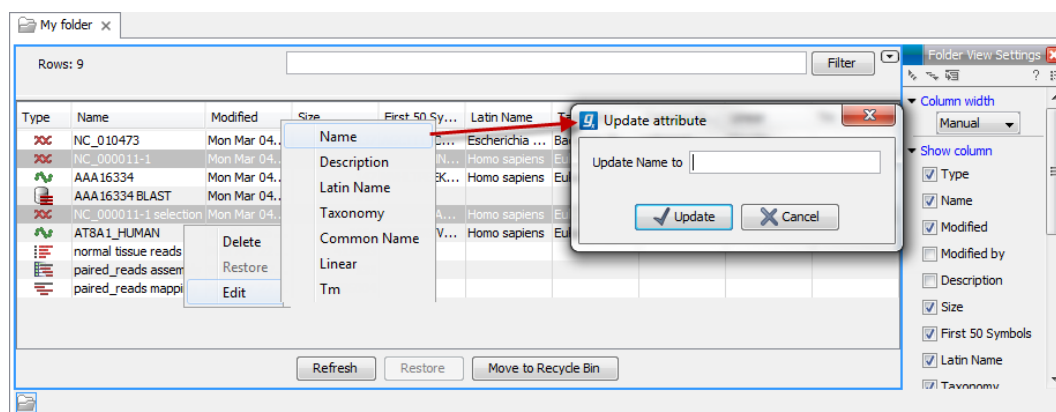 My folder
Rows: 9
Filter
Folder View Settings
Column width
Manual
Show column
Type
Name
Modified
Modified by
Description
Size
First 50 Symbols
Latin Name
Taxonomy
Type Name Modified Size First 50 Sy... Latin Name
NC_010473 Mon Mar 04... Escherichia ...
NC_000011-1 Mon Mar 04... Homo sapiens
AAA16334 Mon Mar 04... Homo sapiens
AAA16334 BLAST Mon Mar 04...
NC_000011-1 selection Mon Mar 04... Homo sapiens
AT8A1_HUMAN Homo sapiens
normal tissue reads
paired_reads assem
paired_reads mappi
Delete
Restore
Edit
Name
Description
Latin Name
Taxonomy
Common Name
Linear
Tm
Update attribute
Update Name to
Update Cancel
Refresh Restore Move to Recycle Bin